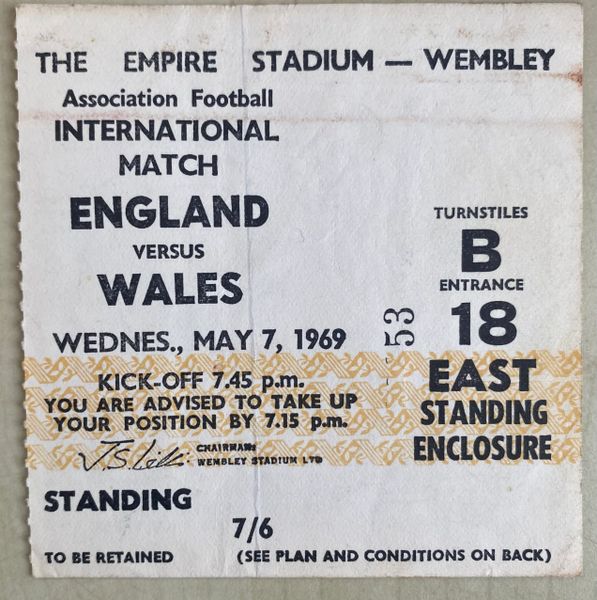 THE EMPIRE STADIUM — WEMBLEY
Association Football
INTERNATIONAL
MATCH
ENGLAND
VERSUS
WALES
WEDNES., MAY 7, 1969
KICK-OFF 7.45 p.m.
YOU ARE ADVISED TO TAKE UP
YOUR POSITION BY 7.15 p.m.
CHAIRMAN:
WEMBLEY STADIUM LTD
STANDING
7/6
TO BE RETAINED (SEE PLAN AND CONDITIONS ON BACK)
53
TURNSTILES
B
ENTRANCE
18
EAST
STANDING
ENCLOSURE